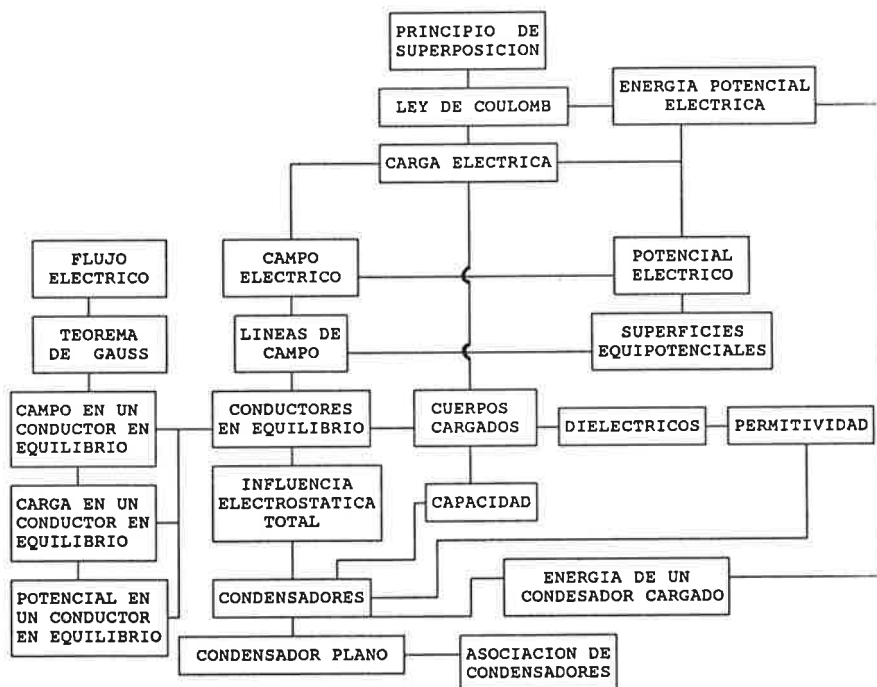 PRINCIPIO DE
SUPERPOSICION
LEY DE COULOMB
ENERGIA POTENCIAL
ELECTRICA
CARGA ELECTRICA
FLUJO
ELECTRICO
CAMPO
ELECTRICO
POTENCIAL
ELECTRICO
TEOREMA
DE GAUSS
LINEAS DE
CAMPO
SUPERFICIES
EQUIPOTENCIALES
CAMPO EN UN
CONDUCTOR EN
EQUILIBRIO
CONDUCTORES
EN EQUILIBRIO
CUERPOS
CARGADOS
DIELECTRICOS
PERMITIVIDAD
CARGA EN UN
CONDUCTOR EN
EQUILIBRIO
INFLUENCIA
ELECTROSTATICA
TOTAL
CAPACIDAD
POTENCIAL EN
UN CONDUCTOR
EN EQUILIBRIO
CONDENSADORES
ENERGIA DE UN
CONDESADOR CARGADO
CONDENSADOR PLANO
ASOCIACION DE
CONDENSADORES